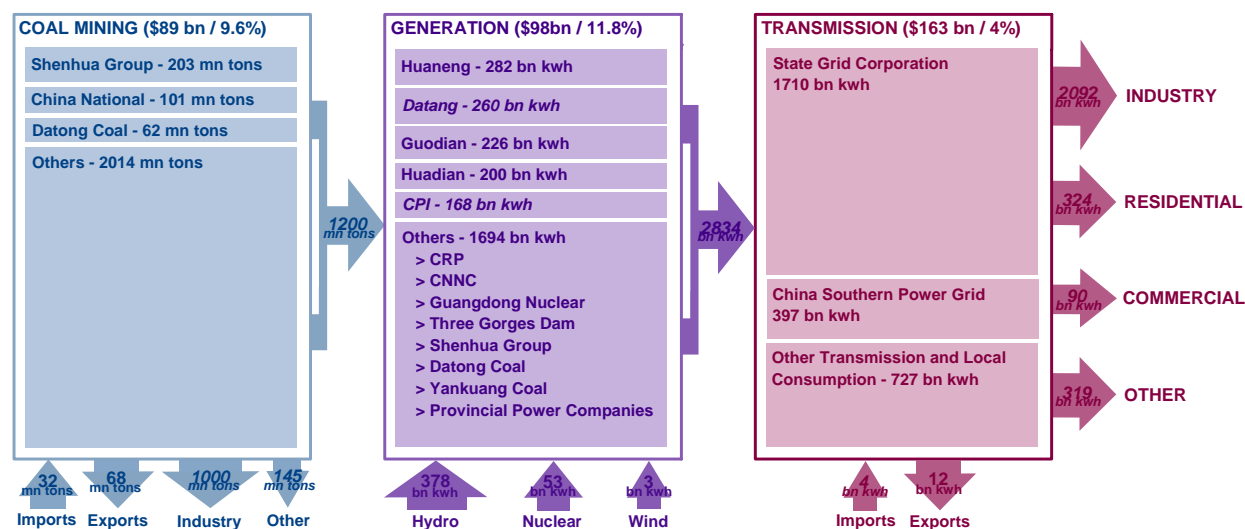 COAL MINING ($89 bn / 9.6%)
Shenhua Group - 203 mn tons
China National - 101 mn tons
Datong Coal - 62 mn tons
Others - 2014 mn tons
1200
mn tons
32
mn tons
Imports
68
mn tons
Exports
1000
mn tons
Industry
145
mn tons
Other
GENERATION ($98bn / 11.8%)
Huaneng - 282 bn kwh
Datang - 260 bn kwh
Guodian - 226 bn kwh
Huadian - 200 bn kwh
CPI - 168 bn kwh
Others - 1694 bn kwh
> CRP
> CNNC
> Guangdong Nuclear
> Three Gorges Dam
> Shenhua Group
> Datong Coal
> Yankuang Coal
> Provincial Power Companies
2834
bn kwh
378
bn kwh
Hydro
53
bn kwh
Nuclear
3
bn kwh
Wind
TRANSMISSION ($163 bn / 4%)
State Grid Corporation
1710 bn kwh
China Southern Power Grid
397 bn kwh
Other Transmission and Local
Consumption - 727 bn kwh
4
bn kwh
Imports
12
bn kwh
Exports
2092
bn kwh
INDUSTRY
324
bn kwh
RESIDENTIAL
90
bn kwh
COMMERCIAL
319
bn kwh
OTHER